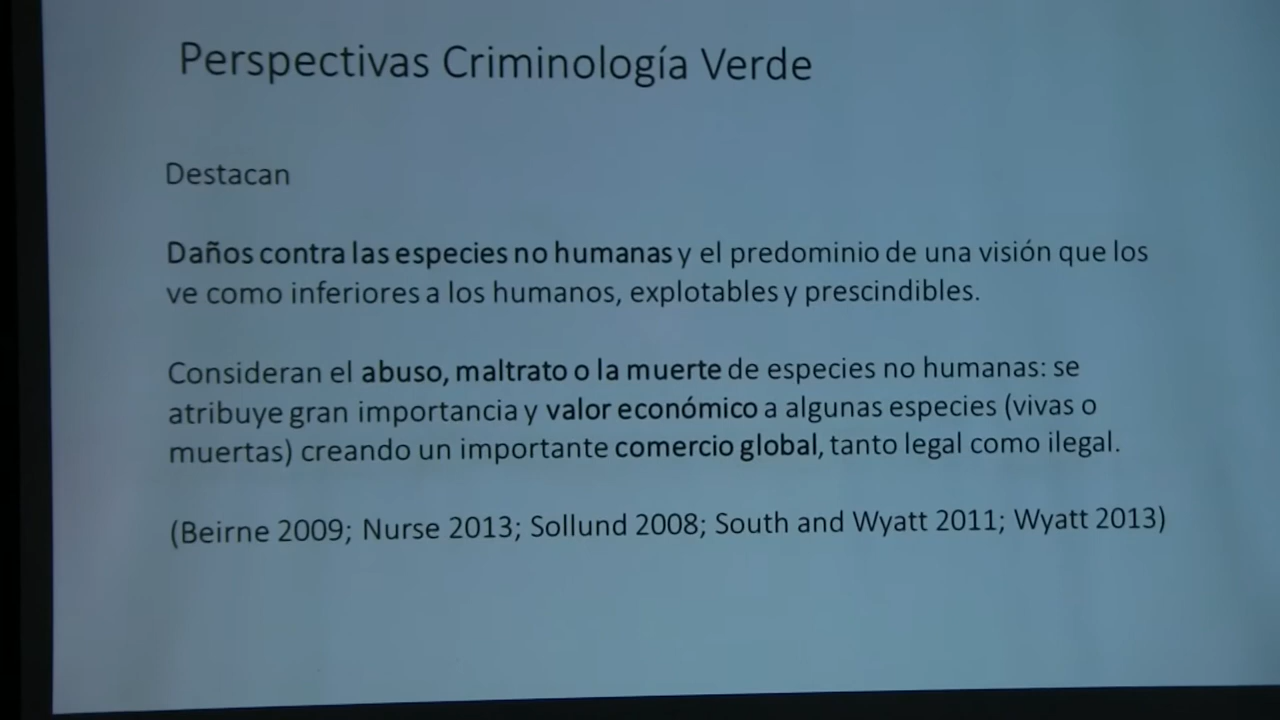 Perspectivas Criminología Verde
Destacan
Daños contra las especies no humanas y el predominio de una visión que los
ve como inferiores a los humanos, explotables y prescindibles.
Consideran el abuso, maltrato o la muerte de especies no humanas: se
atribuye gran importancia y valor económico a algunas especies (vivas o
muertas) creando un importante comercio global, tanto legal como ilegal.
(Beirne 2009; Nurse 2013; Sollund 2008; South and Wyatt 2011; Wyatt 2013)